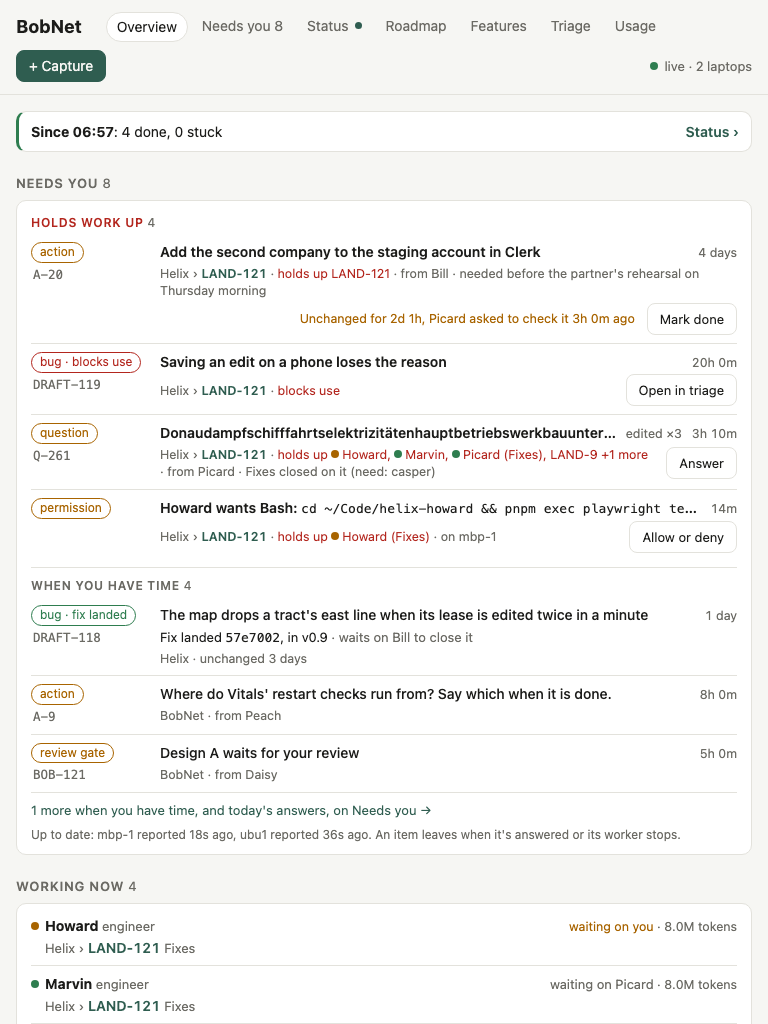 BobNet Overview Needs you 8 Status Roadmap Features Triage Usage
+ Capture live · 2 laptops
Since 06:57: 4 done, 0 stuck Status ›
NEEDS YOU 8
HOLDS WORK UP 4
action Add the second company to the staging account in Clerk 4 days
A-20 Helix › LAND-121 · holds up LAND-121 · from Bill · needed before the partner's rehearsal on
Thursday morning
Unchanged for 2d 1h, Picard asked to check it 3h 0m ago Mark done
bug · blocks use Saving an edit on a phone loses the reason 20h 0m
DRAFT-119 Helix › LAND-121 · blocks use Open in triage
question Donaudampfschifffahrtselektrizitätenhauptbetriebswerkbauunter... edited ×3 3h 10m
Q-261 Helix › LAND-121 · holds up Howard, Marvin, Picard (Fixes), LAND-9 +1 more Answer
· from Picard · Fixes closed on it (need: casper)
permission Howard wants Bash: cd ~/Code/helix-howard && pnpm exec playwright te... 14m
Helix › LAND-121 · holds up Howard (Fixes) · on mbp-1 Allow or deny
WHEN YOU HAVE TIME 4
bug · fix landed The map drops a tract's east line when its lease is edited twice in a minute 1 day
DRAFT-118 Fix landed 57e7002, in v0.9 · waits on Bill to close it
Helix · unchanged 3 days
action Where do Vitals' restart checks run from? Say which when it is done. 8h 0m
A-9 BobNet · from Peach
review gate Design A waits for your review 5h 0m
BOB-121 BobNet · from Daisy
1 more when you have time, and today's answers, on Needs you →
Up to date: mbp-1 reported 18s ago, ubu1 reported 36s ago. An item leaves when it's answered or its worker stops.
WORKING NOW 4
Howard engineer waiting on you · 8.0M tokens
Helix › LAND-121 Fixes
Marvin engineer waiting on Picard · 8.0M tokens
Helix › LAND-121 Fixes